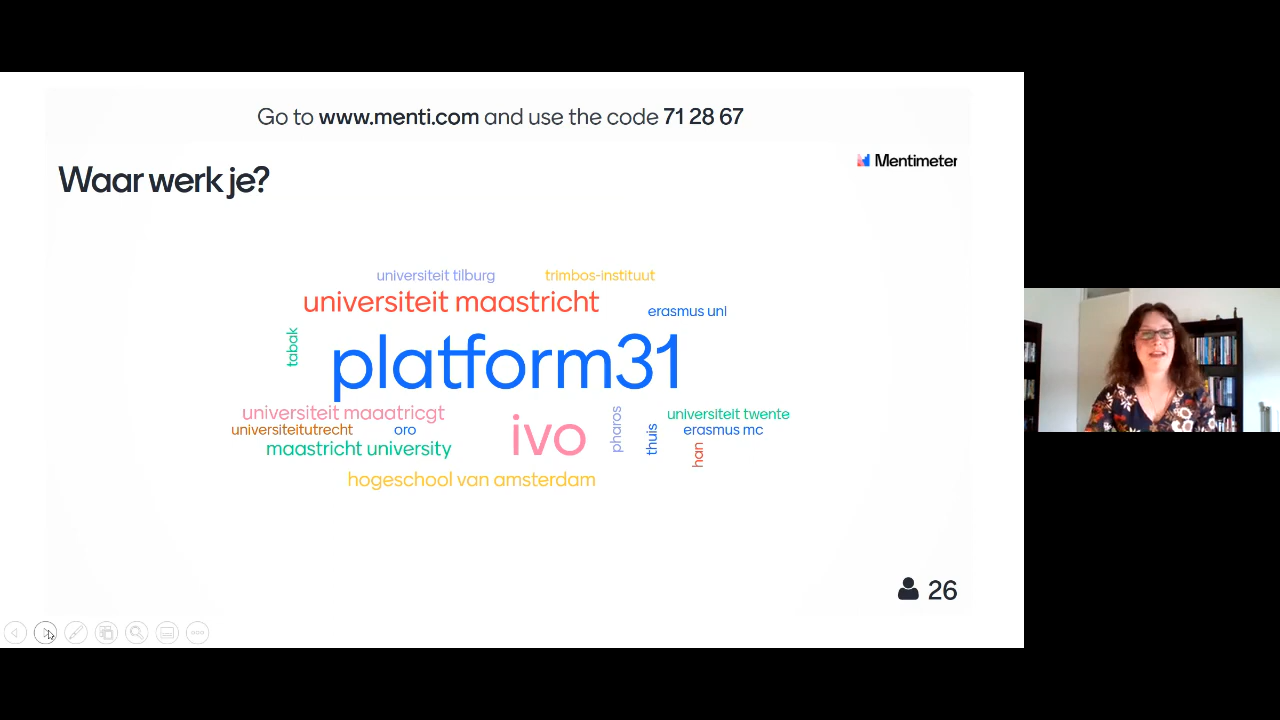 Go to www.menti.com and use the code 71 28 67
Mentimeter
Waar werk je?
universiteit tilburg
trimbos-instituut
universiteit maastricht
erasmus uni
tabak
platform31
universiteit maaatricgt
universiteit twente
universiteitutrecht
oro
ivo
pharos
thuis
erasmus mc
maastricht university
han
hogeschool van amsterdam
26